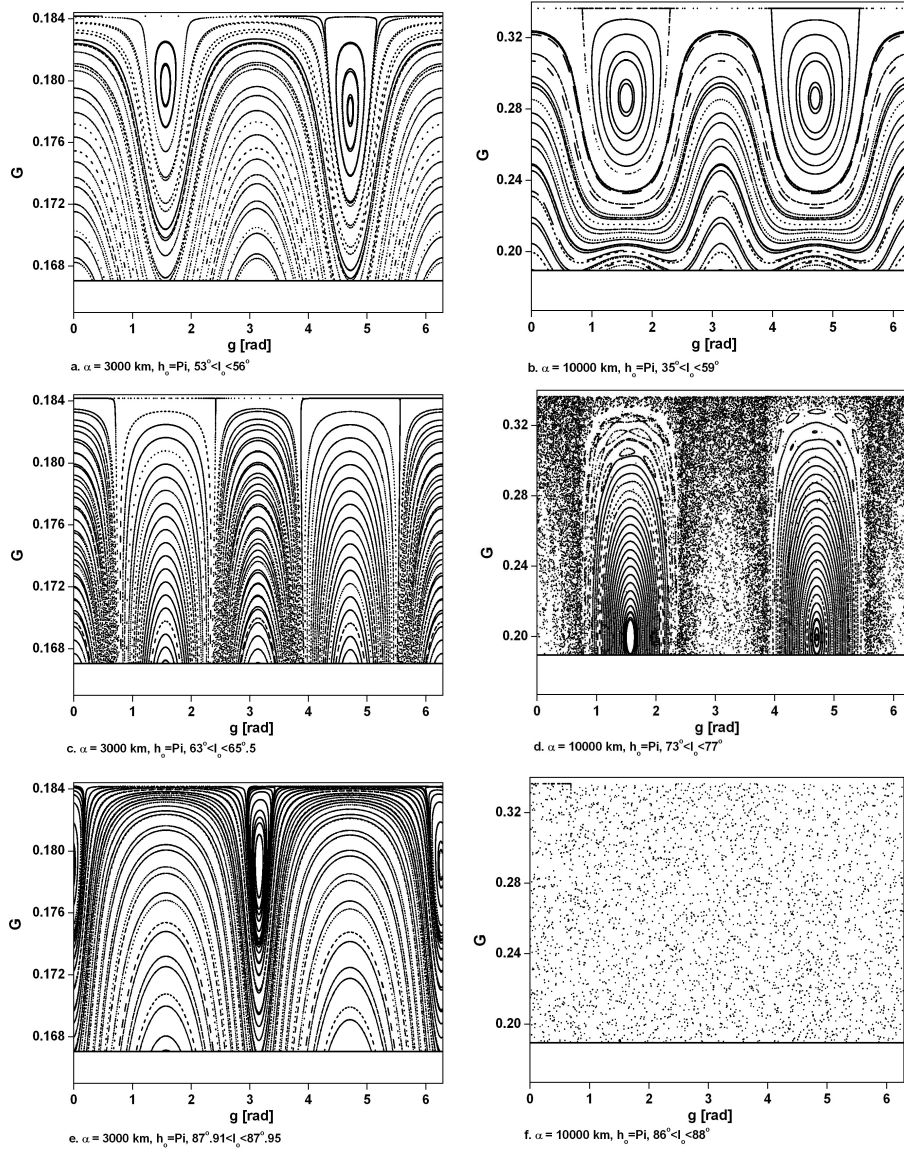 0.184
0.180
0.176
0.172
0.168
G
0 1 2 3 4 5 6
g [rad]
a. α = 3000 km, h₀=Pi, 53°<I₀<56°
0.32
0.28
0.24
0.20
G
0 1 2 3 4 5 6
g [rad]
b. α = 10000 km, h₀=Pi, 35°<I₀<59°
0.184
0.180
0.176
0.172
0.168
G
0 1 2 3 4 5 6
g [rad]
c. α = 3000 km, h₀=Pi, 63°<I₀<65°.5
0.32
0.28
0.24
0.20
G
0 1 2 3 4 5 6
g [rad]
d. α = 10000 km, h₀=Pi, 73°<I₀<77°
0.184
0.180
0.176
0.172
0.168
G
0 1 2 3 4 5 6
g [rad]
e. α = 3000 km, h₀=Pi, 87°.91<I₀<87°.95
0.32
0.28
0.24
0.20
G
0 1 2 3 4 5 6
g [rad]
f. α = 10000 km, h₀=Pi, 86°<I₀<88°